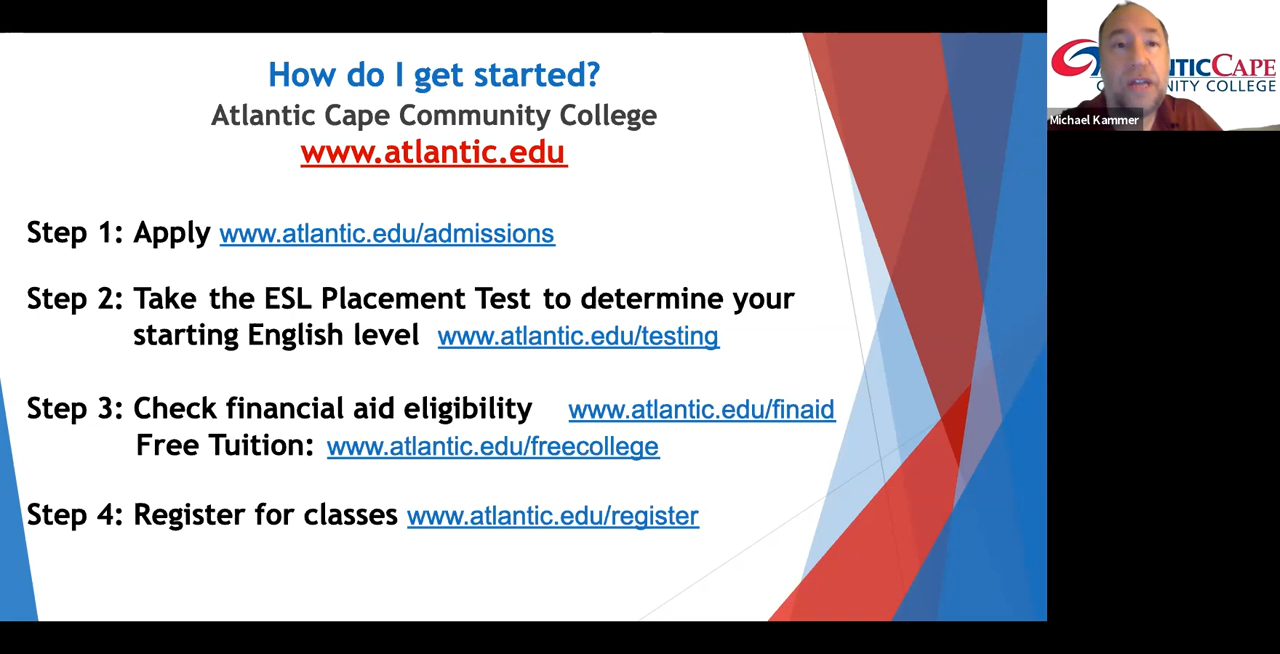 How do I get started?
Atlantic Cape Community College
www.atlantic.edu
Step 1: Apply www.atlantic.edu/admissions
Step 2: Take the ESL Placement Test to determine your
starting English level www.atlantic.edu/testing
Step 3: Check financial aid eligibility www.atlantic.edu/finaid
Free Tuition: www.atlantic.edu/freecollege
Step 4: Register for classes www.atlantic.edu/register
CAPE
COLLEGE
Michael Kammer